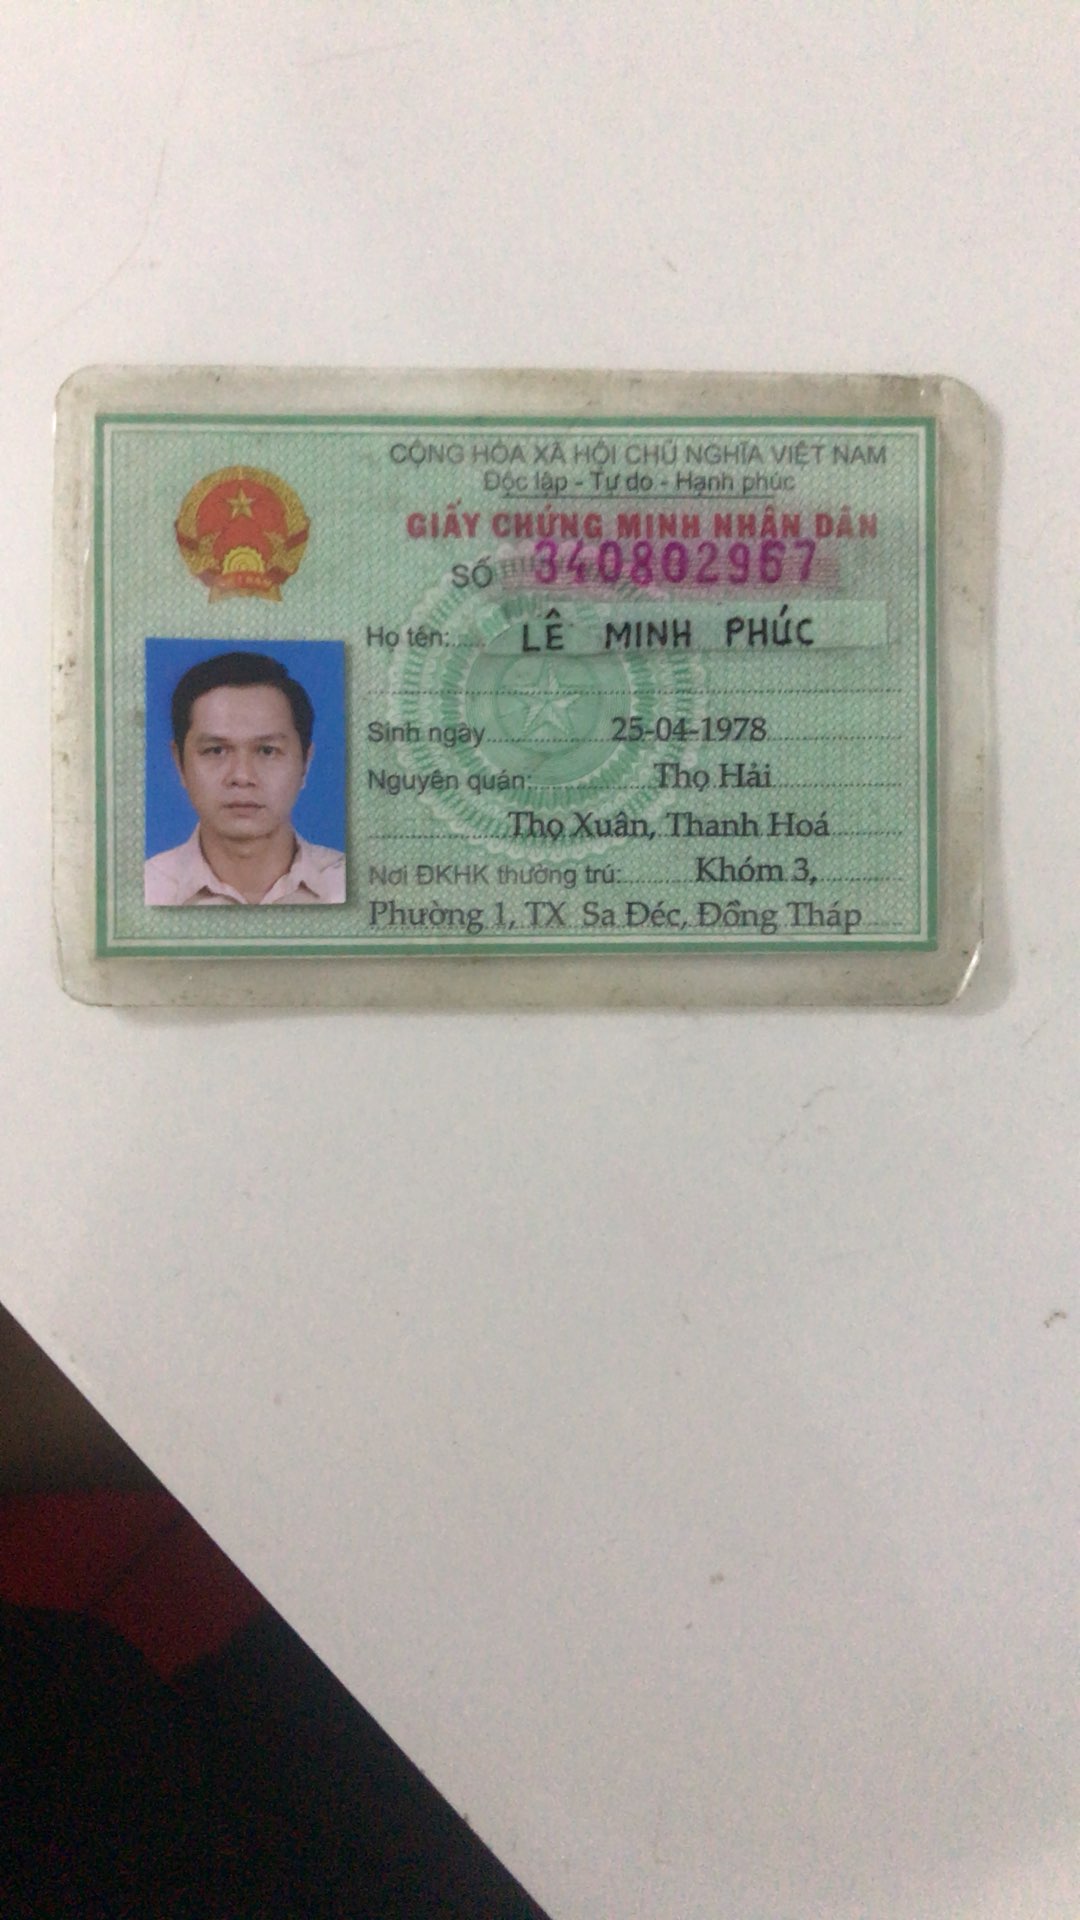 CỘNG HÒA XÃ HỘI CHỦ NGHĨA VIỆT NAM
Độc lập - Tự do - Hạnh phúc
GIẤY CHỨNG MINH NHÂN DÂN
SỐ 340802967
Họ tên: LÊ MINH PHÚC
Sinh ngày 25-04-1978
Nguyên quán: Thọ Hải
Thọ Xuân, Thanh Hoá
Nơi ĐKHK thường trú: Khóm 3,
Phường 1, TX Sa Đéc, Đồng Tháp